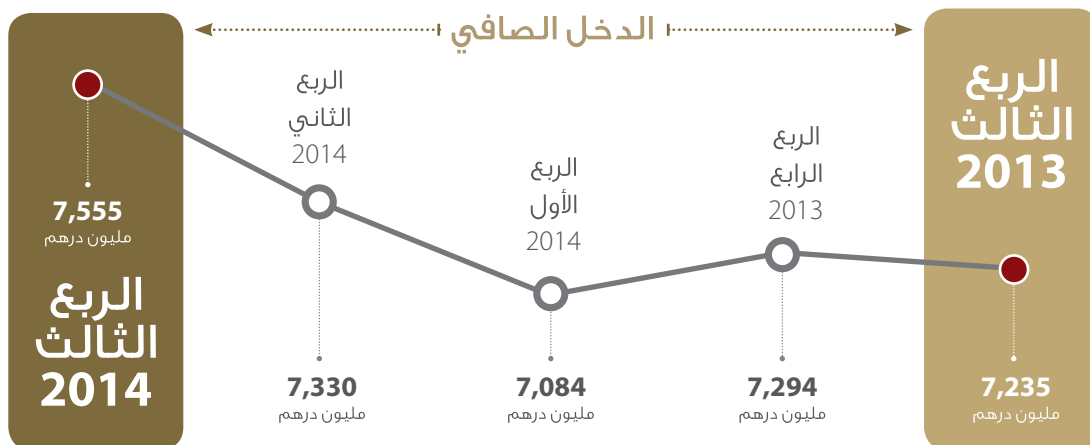 الدخل الصافي
الربع
الثالث
2013
7,235
مليون درهم
الربع
الرابع
2013
7,294
مليون درهم
الربع
الأول
2014
7,084
مليون درهم
الربع
الثاني
2014
7,330
مليون درهم
7,555
مليون درهم
الربع
الثالث
2014